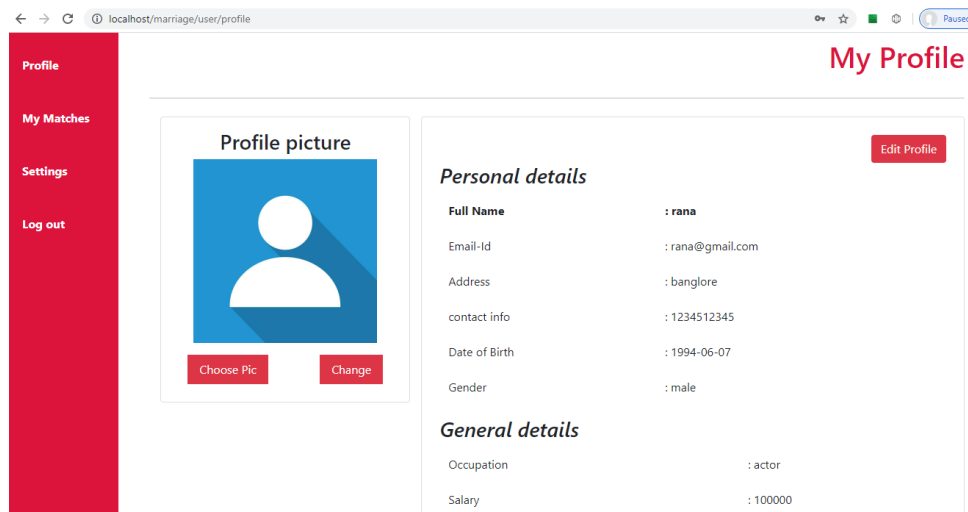 localhost/marriage/user/profile
Paused
Profile
My Matches
Settings
Log out
My Profile
Profile picture
Choose Pic Change
Edit Profile
Personal details
Full Name : rana
Email-Id : rana@gmail.com
Address : banglore
contact info : 1234512345
Date of Birth : 1994-06-07
Gender : male
General details
Occupation : actor
Salary : 100000